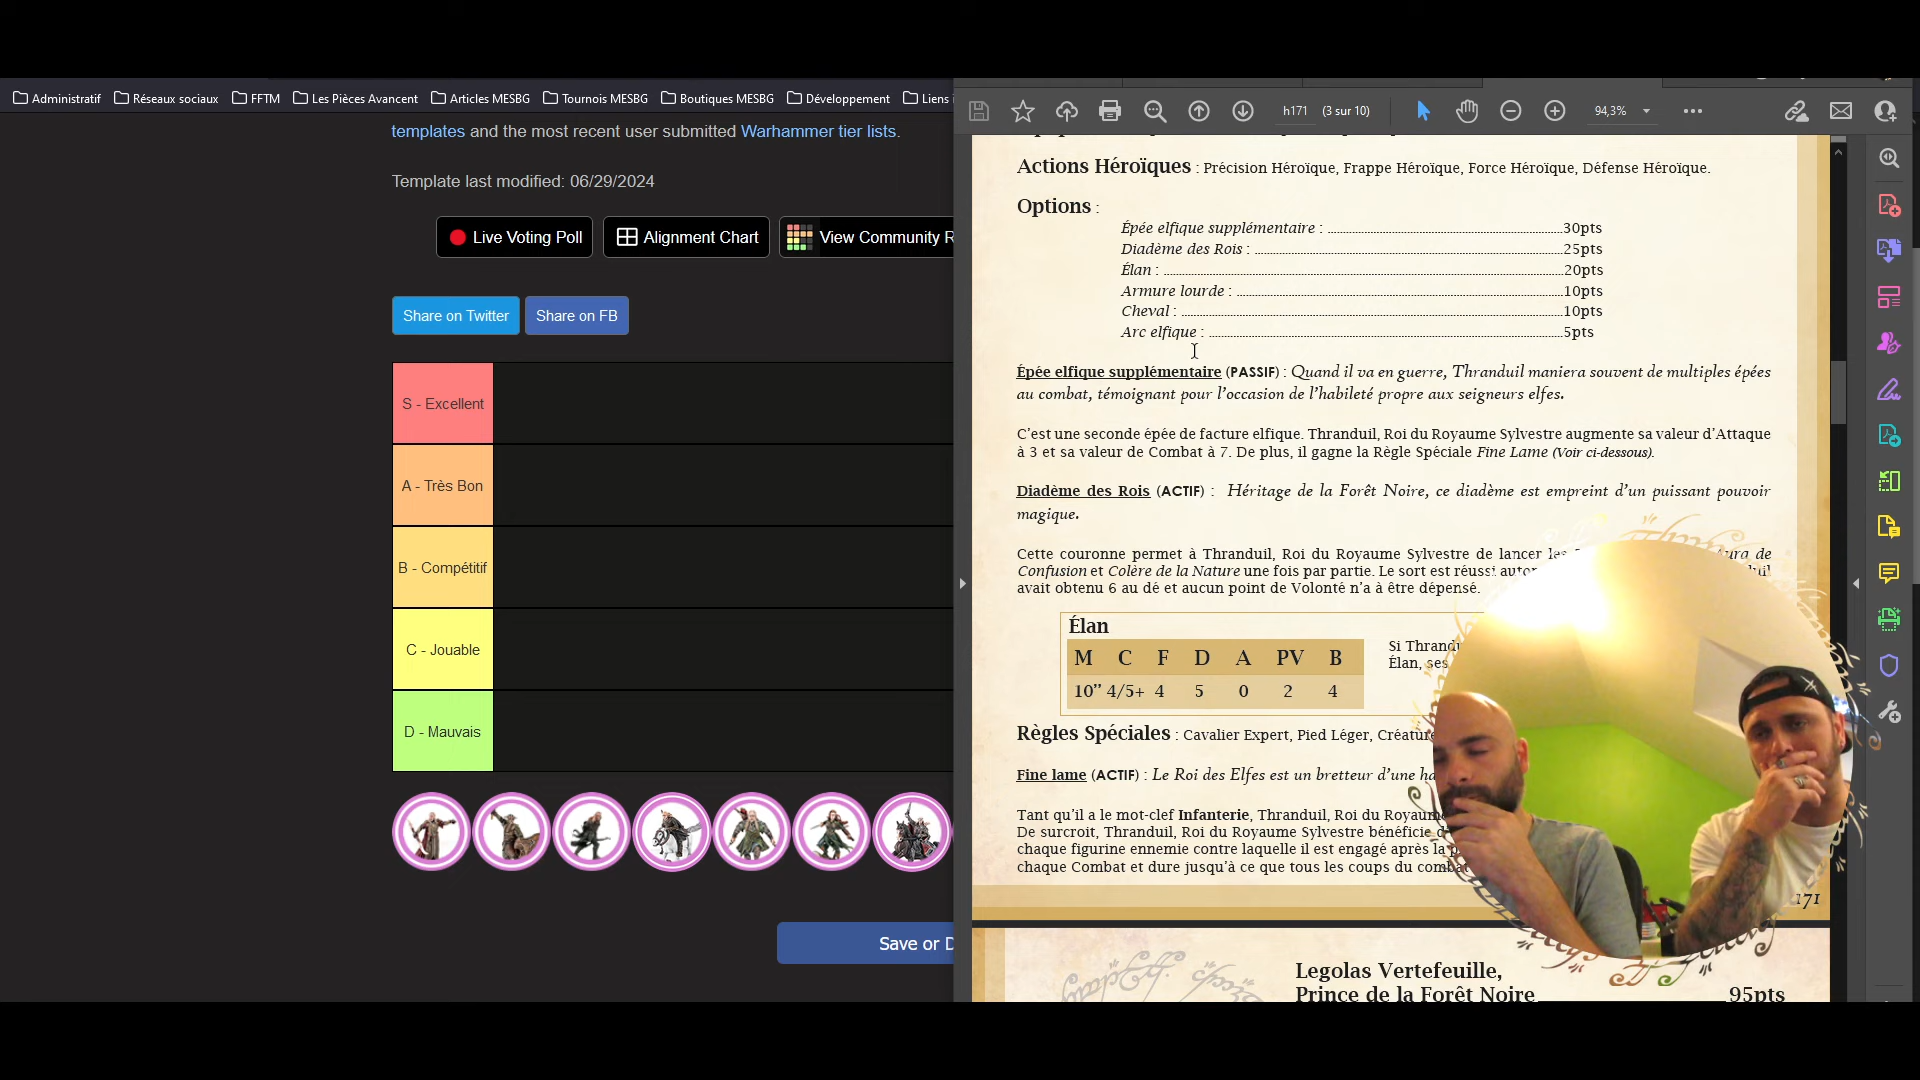 Administratif Réseaux sociaux FFTM Les Pièces Avancent Articles MESBG Tournois MESBG Boutiques MESBG Développement Liens
templates and the most recent user submitted Warhammer tier lists.
Template last modified: 06/29/2024
Live Voting Poll Alignment Chart View Community R
Share on Twitter Share on FB
S - Excellent
A - Très Bon
B - Compétitif
C - Jouable
D - Mauvais
Save or D
h171 (3 sur 10) 94,3%
Actions Héroïques : Précision Héroïque, Frappe Héroïque, Force Héroïque, Défense Héroïque.
Options :
Épée elfique supplémentaire : 30pts
Diadème des Rois : 25pts
Élan : 20pts
Armure lourde : 10pts
Cheval : 10pts
Arc elfique : 5pts
Épée elfique supplémentaire (PASSIF) : Quand il va en guerre, Thranduil maniera souvent de multiples épées
au combat, témoignant pour l'occasion de l'habileté propre aux seigneurs elfes.
C'est une seconde épée de facture elfique. Thranduil, Roi du Royaume Sylvestre augmente sa valeur d'Attaque
à 3 et sa valeur de Combat à 7. De plus, il gagne la Règle Spéciale Fine Lame (Voir ci-dessous).
Diadème des Rois (ACTIF) : Héritage de la Forêt Noire, ce diadème est empreint d'un puissant pouvoir
magique.
Cette couronne permet à Thranduil, Roi du Royaume Sylvestre de lancer les Aura de
Confusion et Colère de la Nature une fois par partie. Le sort est réussi
avait obtenu 6 au dé et aucun point de Volonté n'a à être dépensé.
Élan
M C F D A PV B
10" 4/5+ 4 5 0 2 4
Si
Élan, ses
Règles Spéciales : Cavalier Expert, Pied Léger,
Fine lame (ACTIF) : Le Roi des Elfes est un bretteur d'une
Tant qu'il a le mot-clef Infanterie, Thranduil, Roi du
De surcroit, Thranduil, Roi du Royaume Sylvestre bénéficie
chaque figurine ennemie contre laquelle il est engagé après la
chaque Combat et dure jusqu'à ce que tous les coups du
171
Legolas Vertefeuille,
Prince de la Forêt Noire 95pts